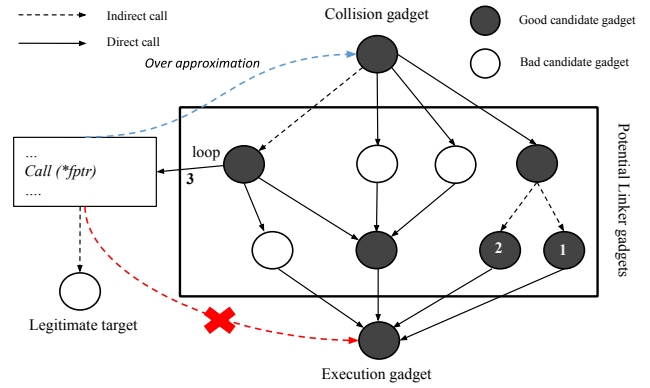 Indirect call
Direct call
Collision gadget
Good candidate gadget
Bad candidate gadget
Over approximation
...
Call (*fptr)
....
loop
3
2
1
Potential Linker gadgets
Legitimate target
Execution gadget